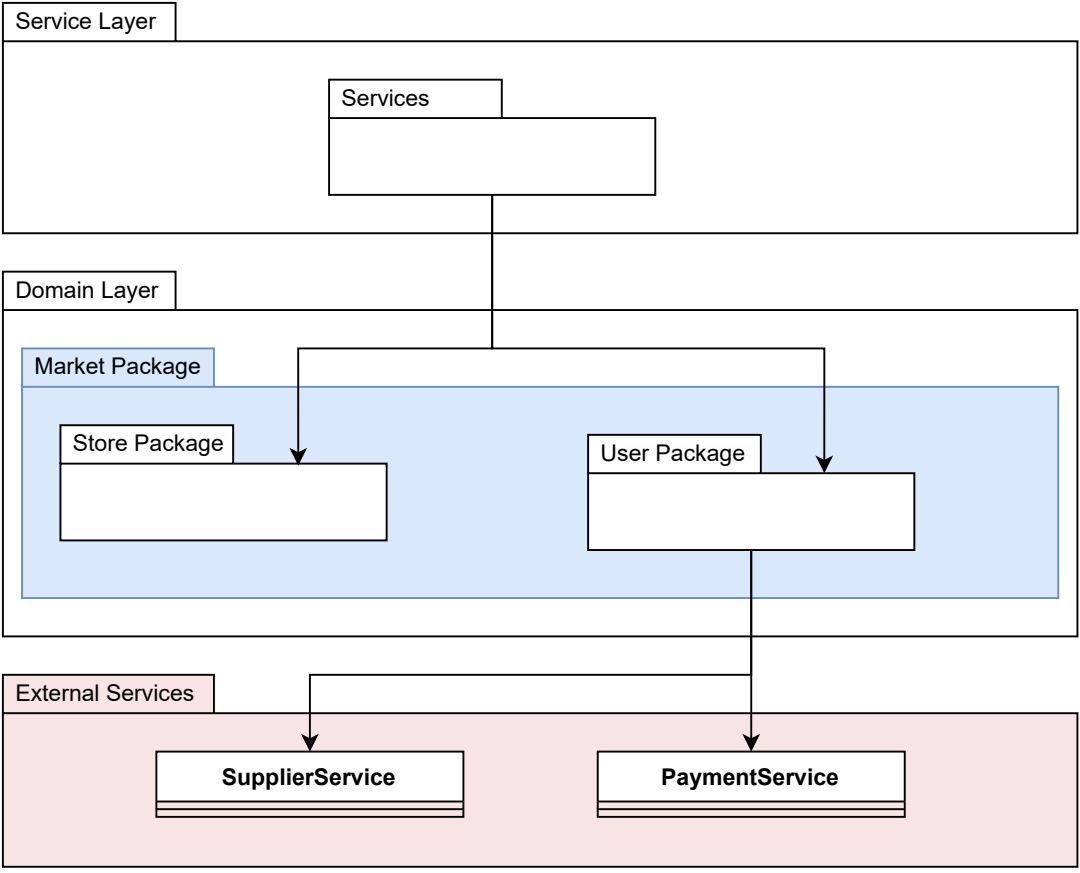 Service Layer
Services
Domain Layer
Market Package
Store Package
User Package
External Services
SupplierService
PaymentService